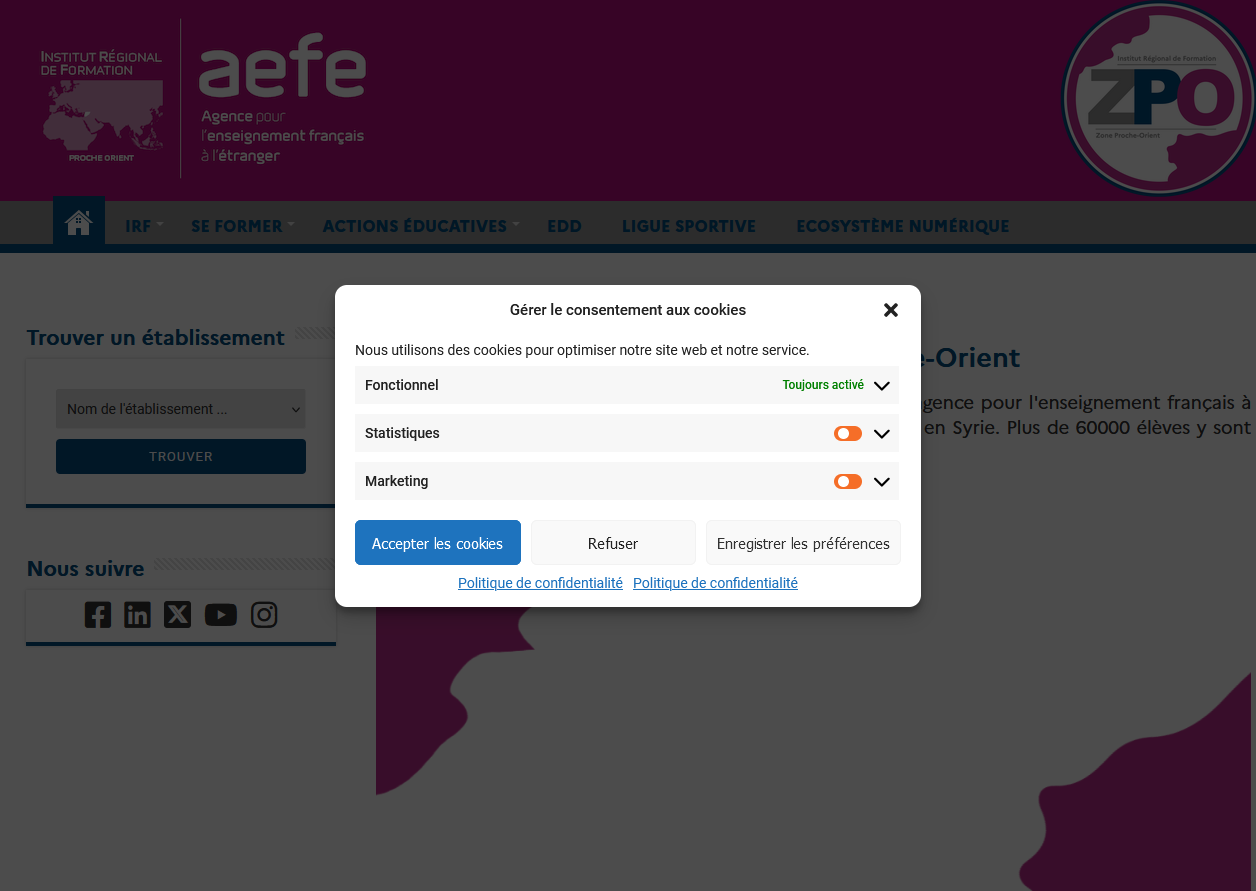 INSTITUT RÉGIONAL
DE FORMATION
PROCHE ORIENT
aefe
Agence pour
l'enseignement français
à l'étranger
Institut Régional de Formation
ZPO
Zone Proche-Orient
IRF
SE FORMER
ACTIONS ÉDUCATIVES
EDD
LIGUE SPORTIVE
ECOSYSTÈME NUMÉRIQUE
Trouver un établissement
Nom de l'établissement ...
TROUVER
Nous suivre
e-Orient
gence pour l'enseignement français à
en Syrie. Plus de 60000 élèves y sont
Gérer le consentement aux cookies
Nous utilisons des cookies pour optimiser notre site web et notre service.
Fonctionnel Toujours activé
Statistiques
Marketing
Accepter les cookies Refuser Enregistrer les préférences
Politique de confidentialité Politique de confidentialité